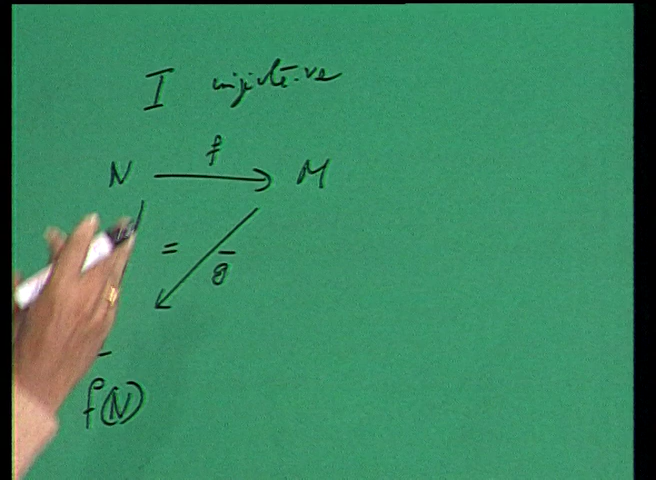 I injective
f
N → M
= g̅
f(N)